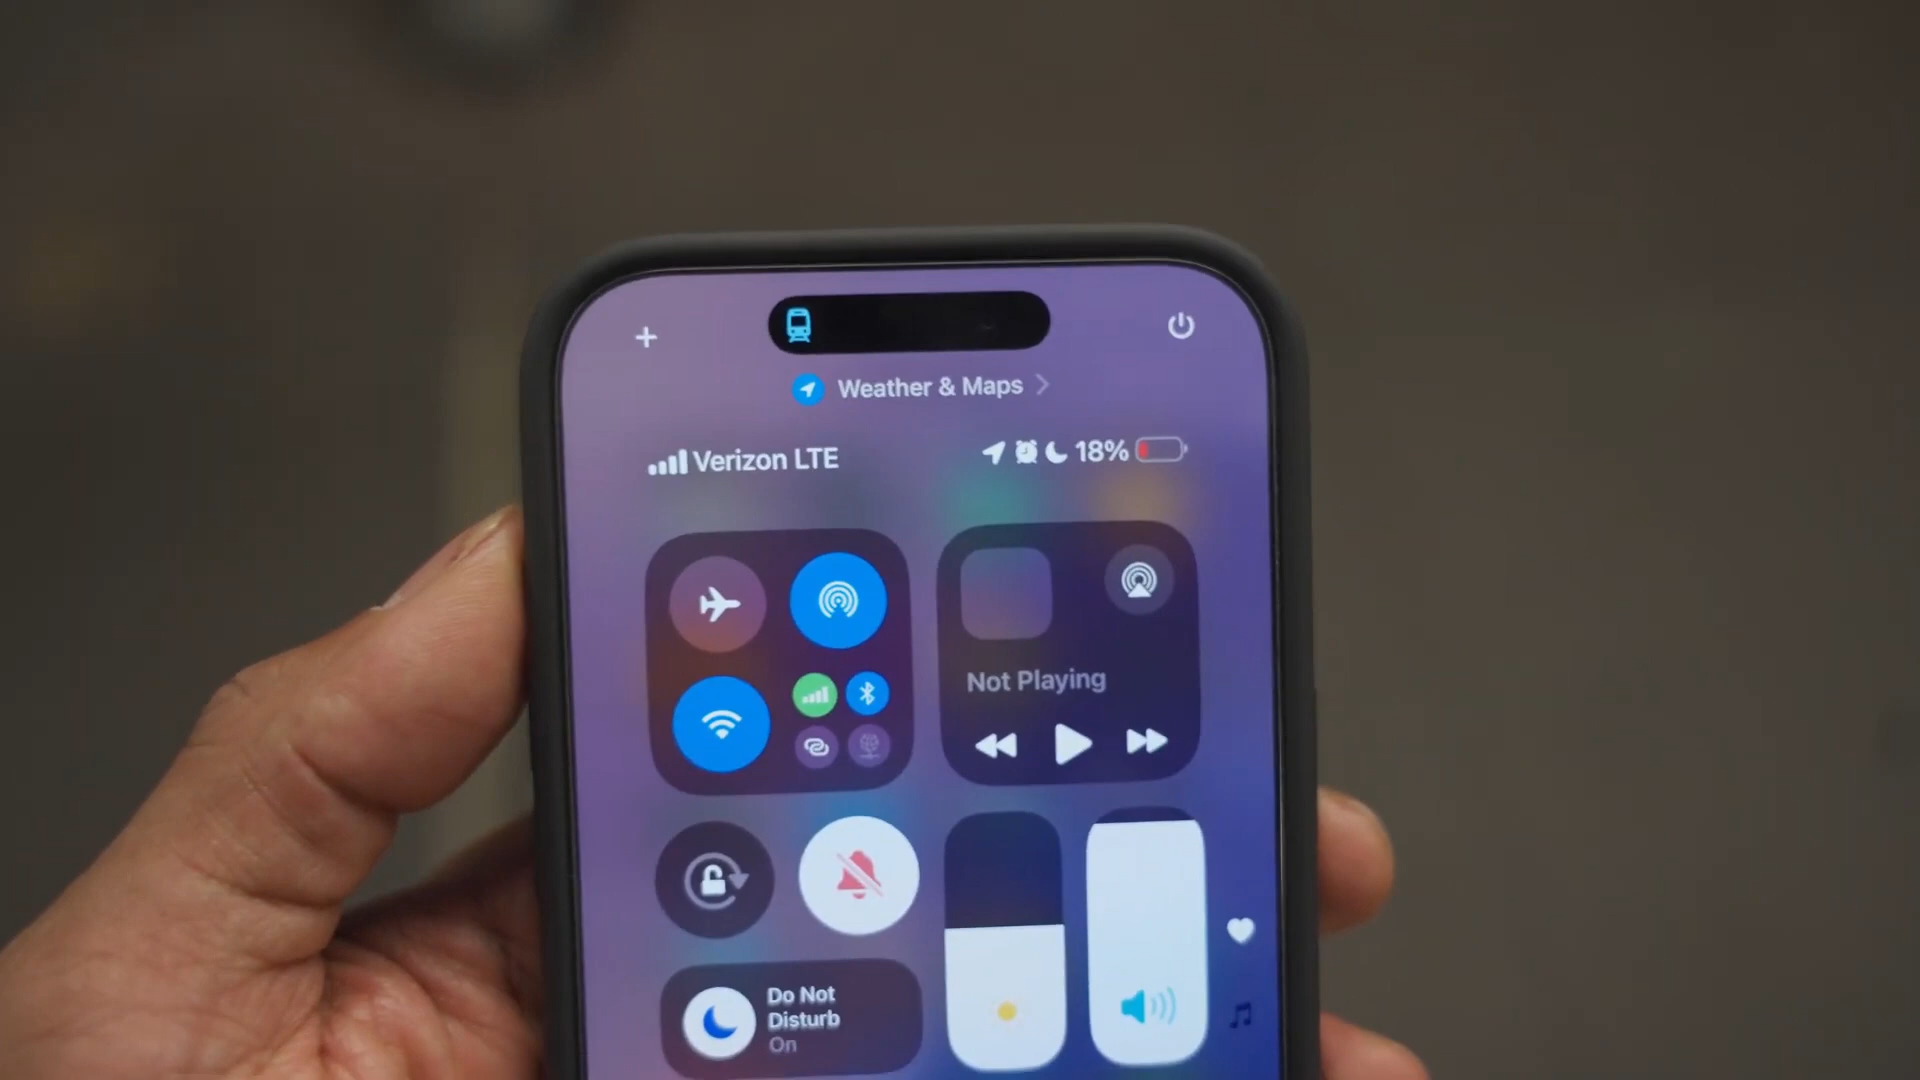 Weather & Maps
Verizon LTE
18%
Not Playing
Do Not
Disturb
On